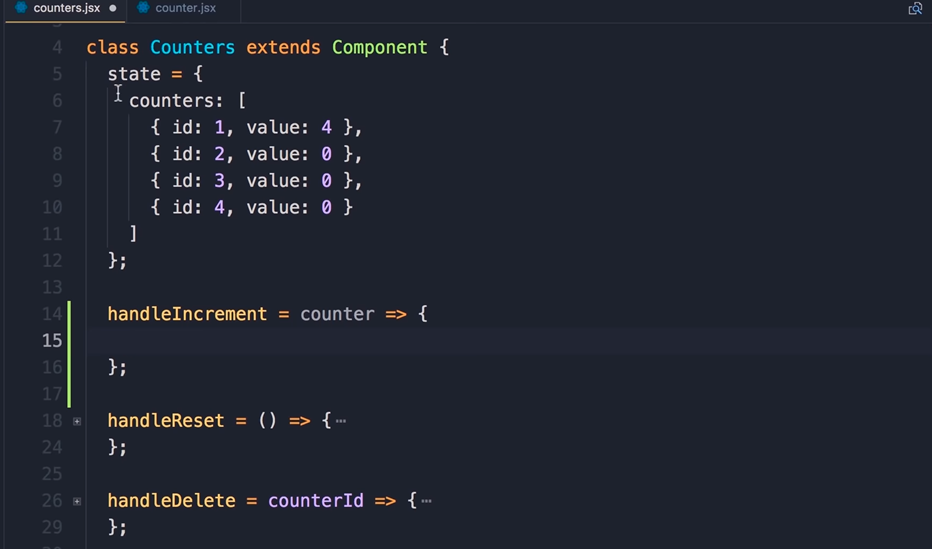 counters.jsx counter.jsx
4 class Counters extends Component {
5 state = {
6 counters: [
7 { id: 1, value: 4 },
8 { id: 2, value: 0 },
9 { id: 3, value: 0 },
10 { id: 4, value: 0 }
11 ]
12 };
13
14 handleIncrement = counter => {
15
16 };
17
18 handleReset = () => {⋯
24 };
25
26 handleDelete = counterId => {⋯
29 };